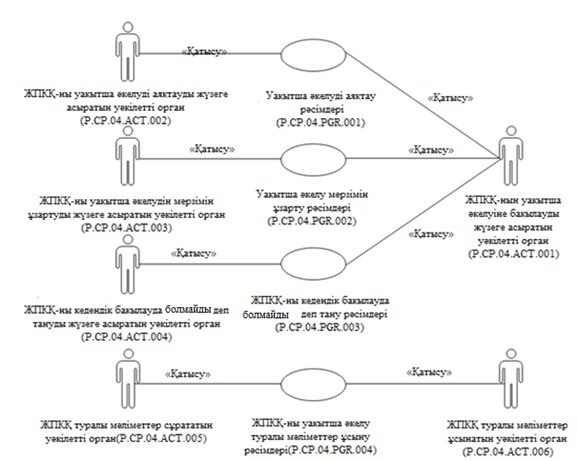 «Қатысу»
«Қатысу»
ЖПКҚ-ны уақытша әкелуді аяқтауды жүзеге
асыратын уәкілетті орган
(P.CP.04.ACT.002)
Уақытша әкелуді аяқтау
рәсімдері
(P.CP.04.PGR.001)
«Қатысу»
«Қатысу»
ЖПКҚ-ны уақытша әкелудің мерзімін
ұзартуды жүзеге асыратын уәкілетті орган
(P.CP.04.ACT.003)
Уақытша әкелу мерзімін
ұзарту рәсімдері
(P.CP.04.PGR.002)
ЖПКҚ-ның уақытша
әкелуіне бақылауды
жүзеге асыратын
уәкілетті орган
(P.CP.04.ACT.001)
«Қатысу»
«Қатысу»
ЖПКҚ-ны кедендік бақылауда болмайды деп
тануды жүзеге асыратын уәкілетті орган
(P.CP.04.ACT.004)
ЖПКҚ-ны кедендік бақылауда
болмайды деп тану рәсімдері
(P.CP.04.PGR.003)
«Қатысу»
«Қатысу»
ЖПКҚ туралы мәліметтер сұрататын
уәкілетті орган(P.CP.04.ACT.005)
ЖПКҚ-ны уақытша әкелу
туралы мәліметтер ұсыну
рәсімдері(P.CP.04.PGR.004)
ЖПКҚ туралы мәліметтер
ұсынатын уәкілетті орган
(P.CP.04.ACT.006)